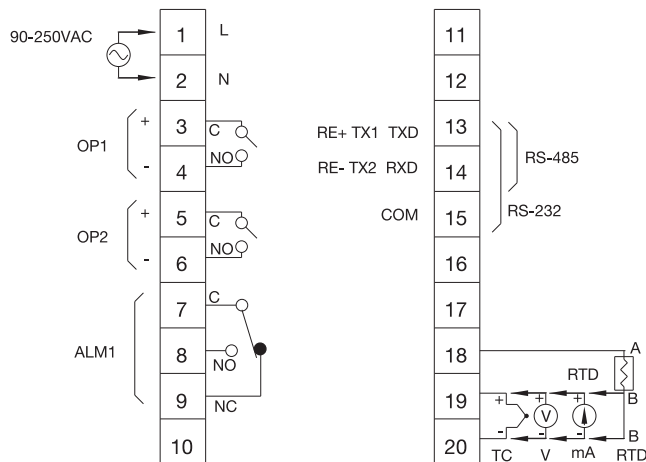 90-250VAC
1 L
2 N
OP1
+ 3 C
- 4 NO
OP2
+ 5 C
- 6 NO
ALM1
7 C
8 NO
9 NC
10
11
12
RE+ TX1 TXD 13
RE- TX2 RXD 14
RS-485
COM 15
RS-232
16
17
18 A
RTD
19 + + + B
V
20 - - - B
TC V mA RTD